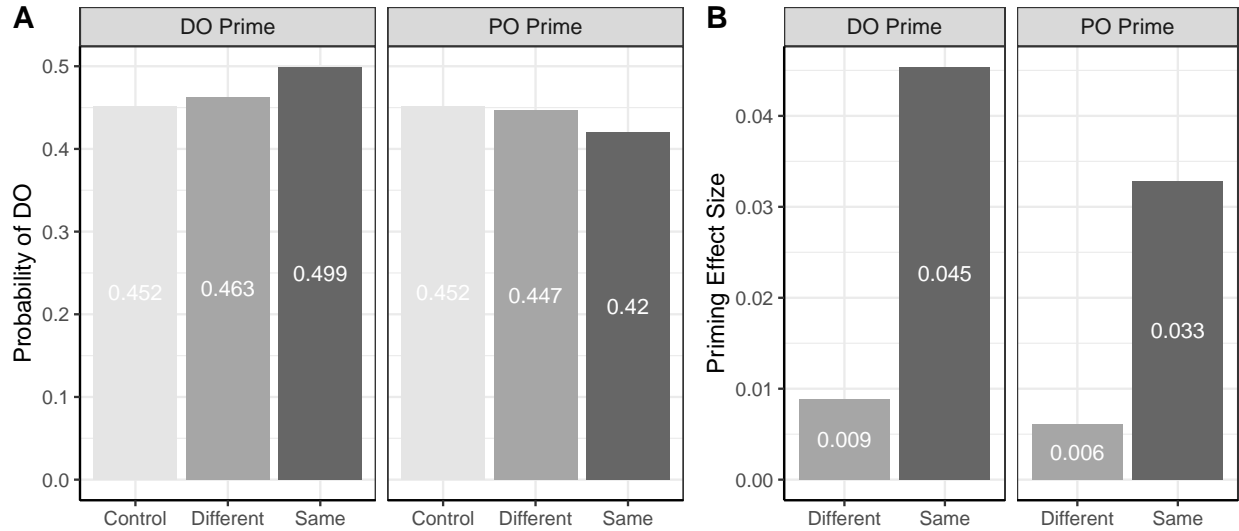 A
DO Prime
PO Prime
Probability of DO
0.5
0.4
0.3
0.2
0.1
0.0
0.452
0.463
0.499
0.452
0.447
0.42
Control
Different
Same
Control
Different
Same
B
DO Prime
PO Prime
Priming Effect Size
0.04
0.03
0.02
0.01
0.00
0.009
0.045
0.006
0.033
Different
Same
Different
Same